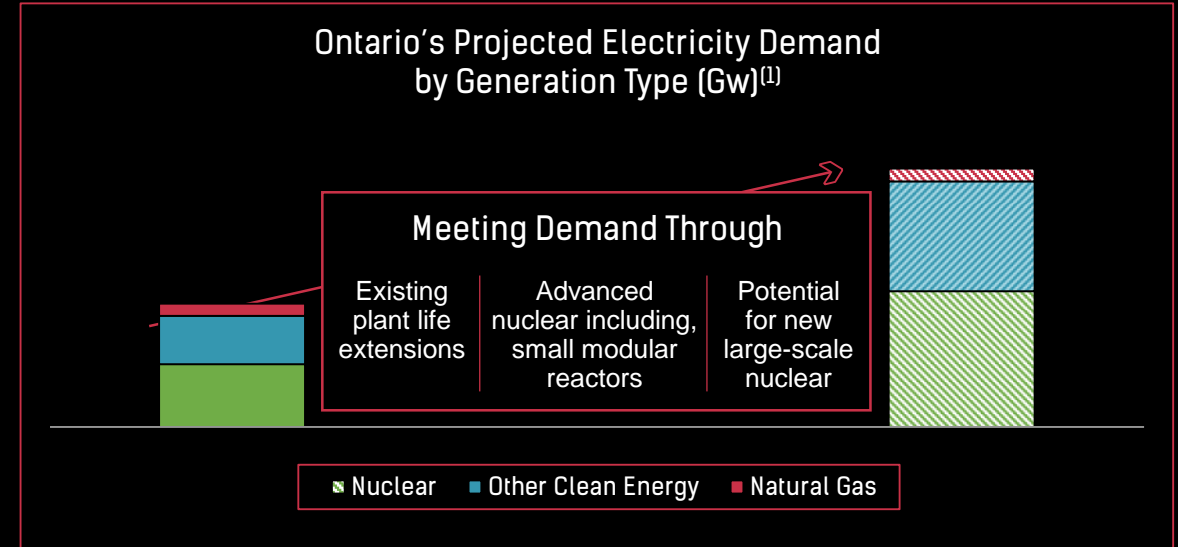 Ontario's Projected Electricity Demand
by Generation Type (Gw)(1)
Meeting Demand Through
Existing
plant life
extensions
Advanced
nuclear including,
small modular
reactors
Potential
for new
large-scale
nuclear
Nuclear
Other Clean Energy
Natural Gas